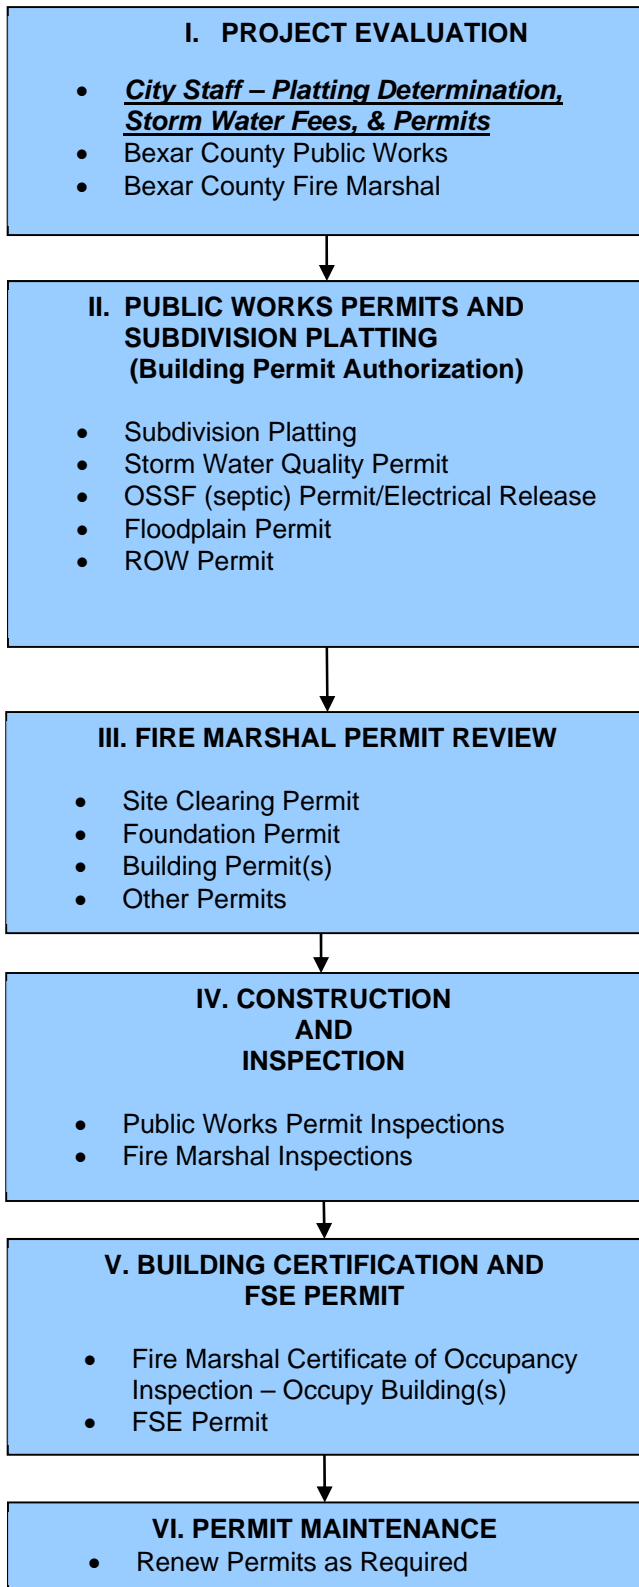 I. PROJECT EVALUATION
• City Staff – Platting Determination,
Storm Water Fees, & Permits
• Bexar County Public Works
• Bexar County Fire Marshal
II. PUBLIC WORKS PERMITS AND
SUBDIVISION PLATTING
(Building Permit Authorization)
• Subdivision Platting
• Storm Water Quality Permit
• OSSF (septic) Permit/Electrical Release
• Floodplain Permit
• ROW Permit
III. FIRE MARSHAL PERMIT REVIEW
• Site Clearing Permit
• Foundation Permit
• Building Permit(s)
• Other Permits
IV. CONSTRUCTION
AND
INSPECTION
• Public Works Permit Inspections
• Fire Marshal Inspections
V. BUILDING CERTIFICATION AND
FSE PERMIT
• Fire Marshal Certificate of Occupancy
Inspection – Occupy Building(s)
• FSE Permit
VI. PERMIT MAINTENANCE
• Renew Permits as Required